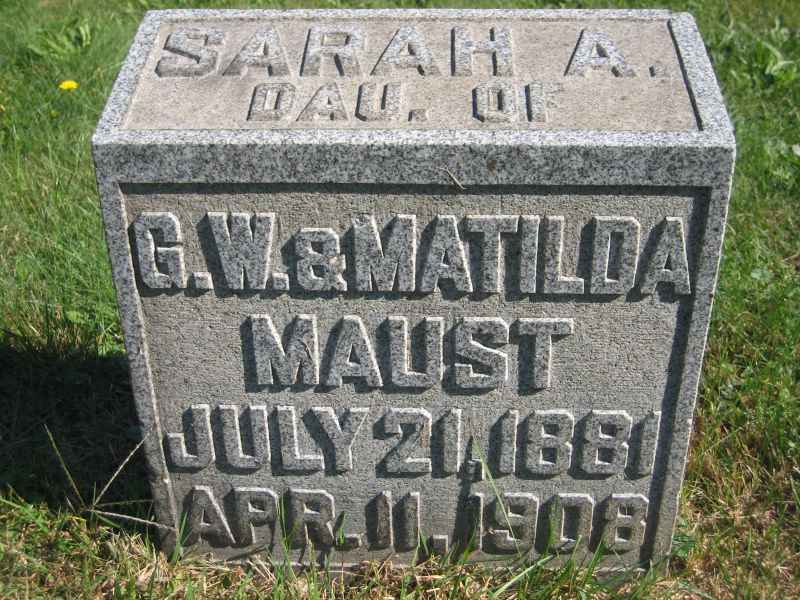 SARAH A.
DAU. OF
G.W. & MATILDA
MAUST
JULY 21, 1881
APR. 11, 1908